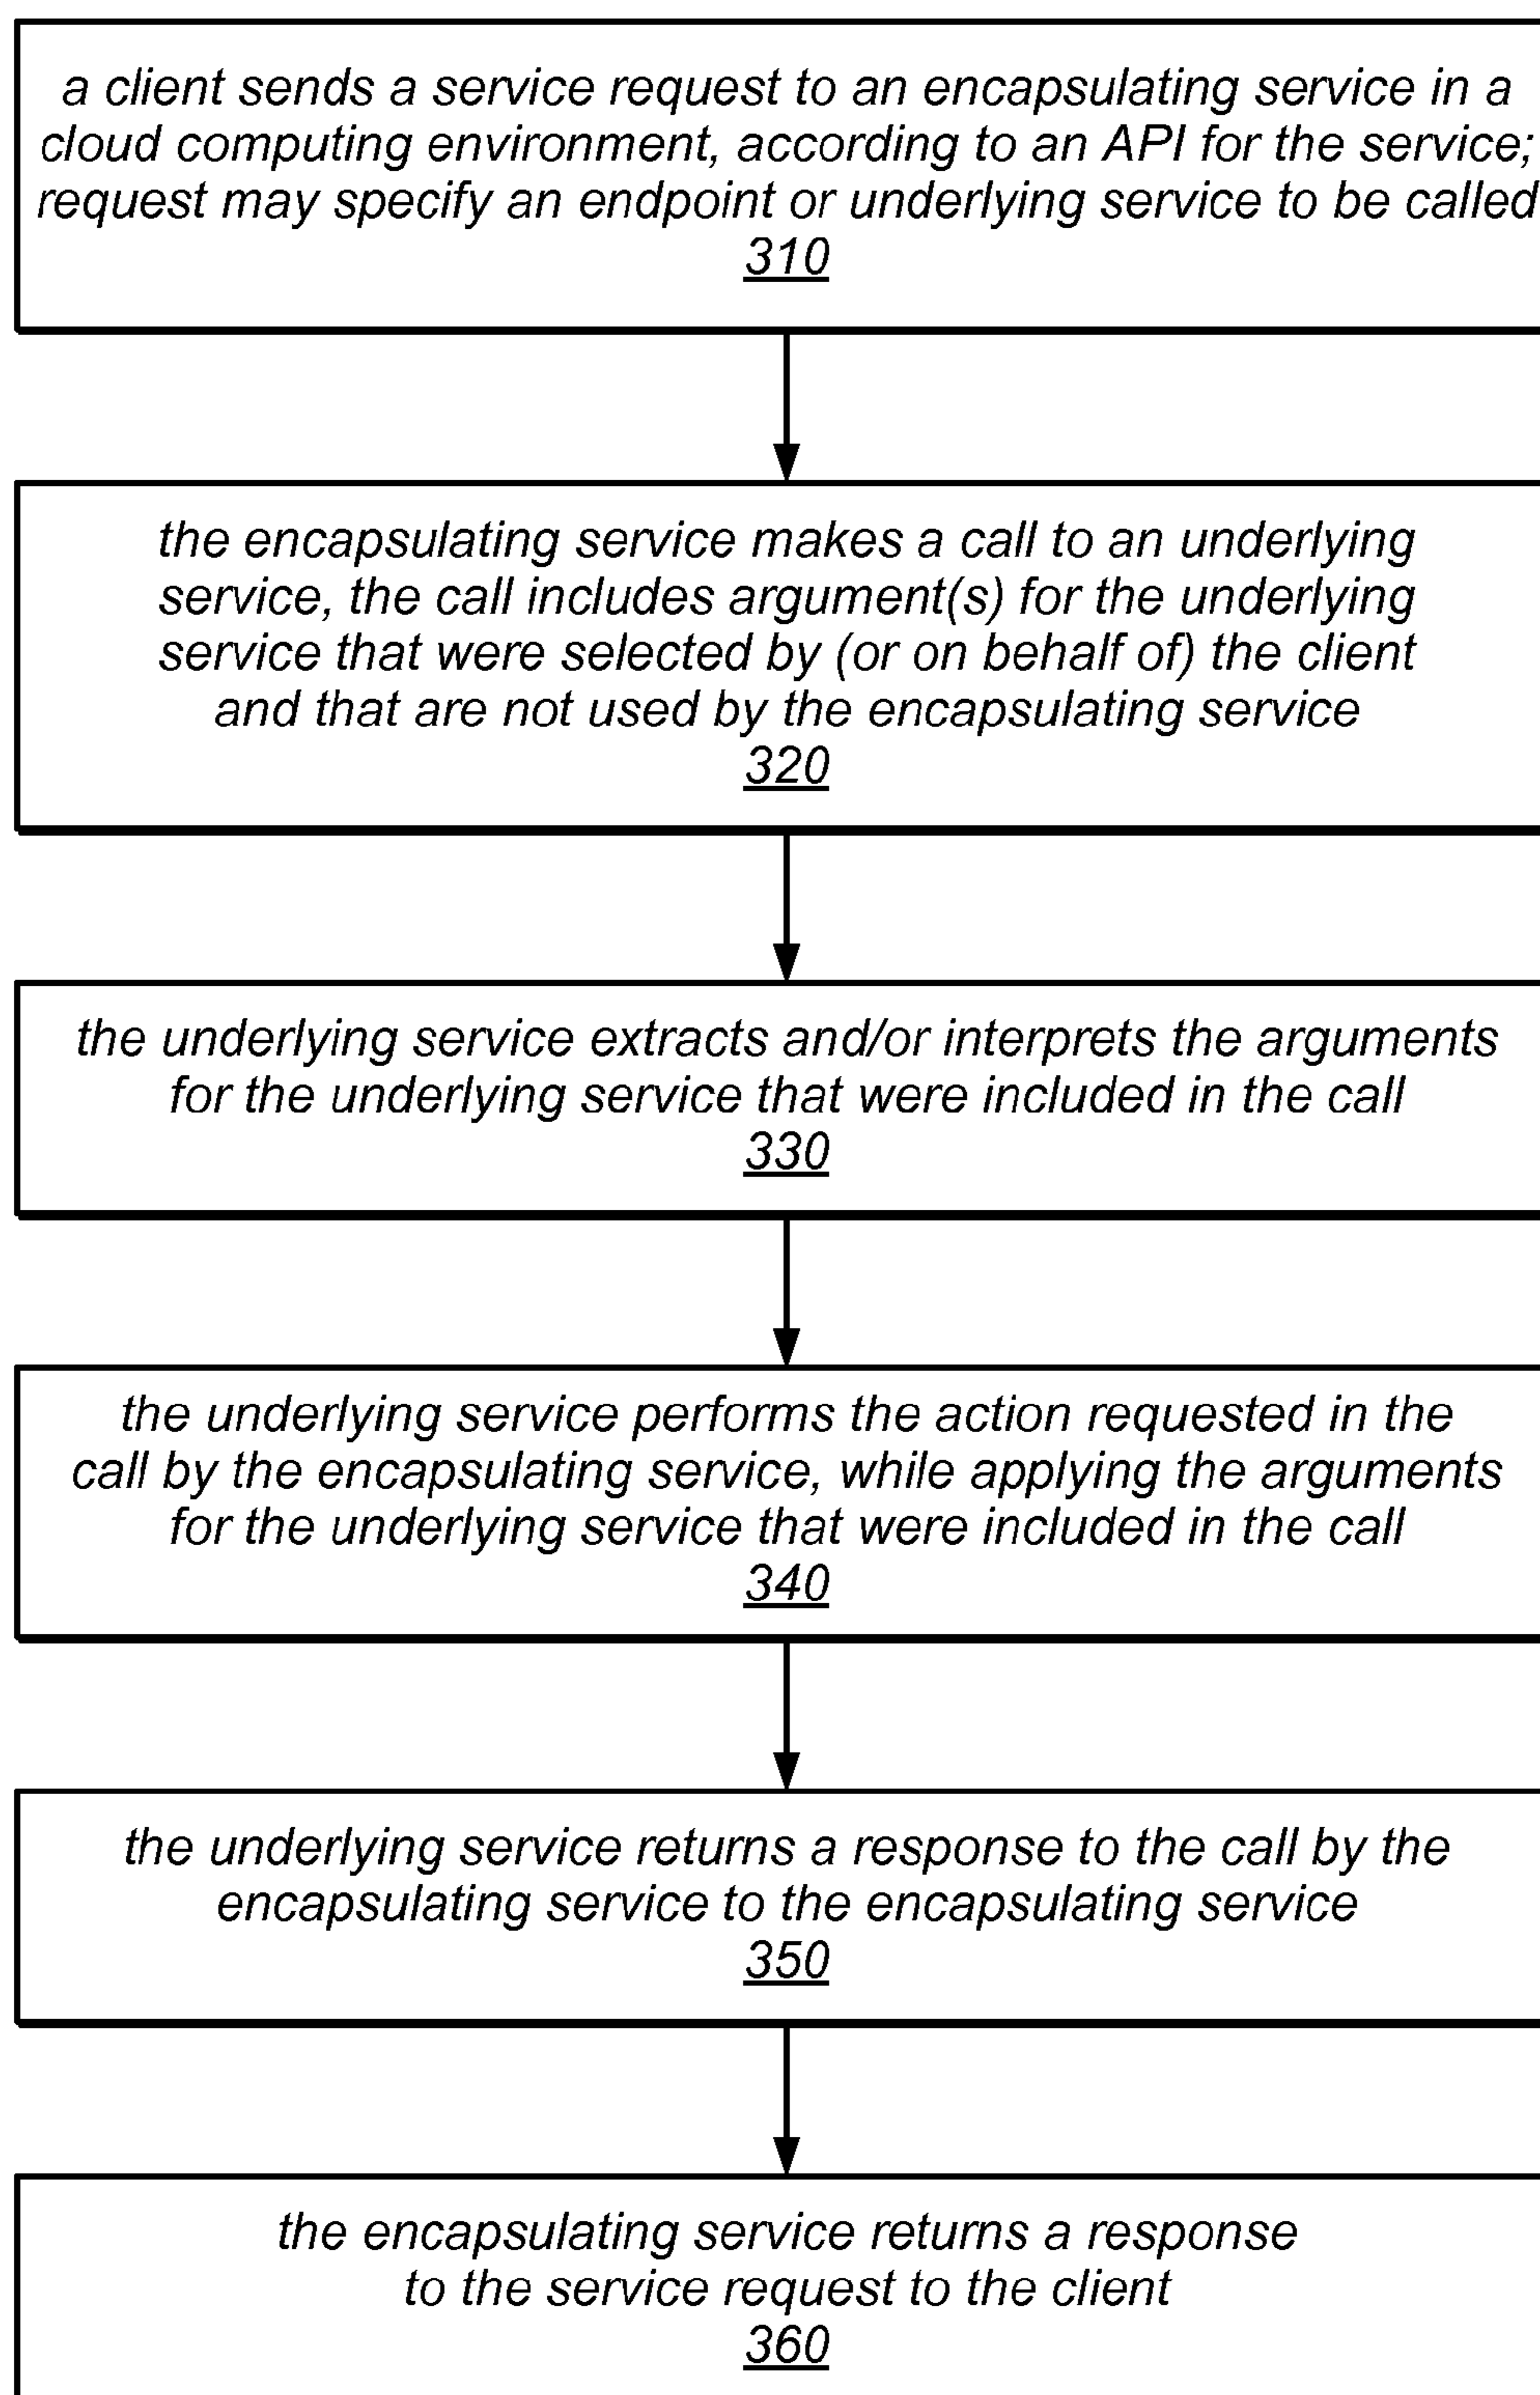 a client sends a service request to an encapsulating service in a
cloud computing environment, according to an API for the service;
request may specify an endpoint or underlying service to be called
310
the encapsulating service makes a call to an underlying
service, the call includes argument(s) for the underlying
service that were selected by (or on behalf of) the client
and that are not used by the encapsulating service
320
the underlying service extracts and/or interprets the arguments
for the underlying service that were included in the call
330
the underlying service performs the action requested in the
call by the encapsulating service, while applying the arguments
for the underlying service that were included in the call
340
the underlying service returns a response to the call by the
encapsulating service to the encapsulating service
350
the encapsulating service returns a response
to the service request to the client
360